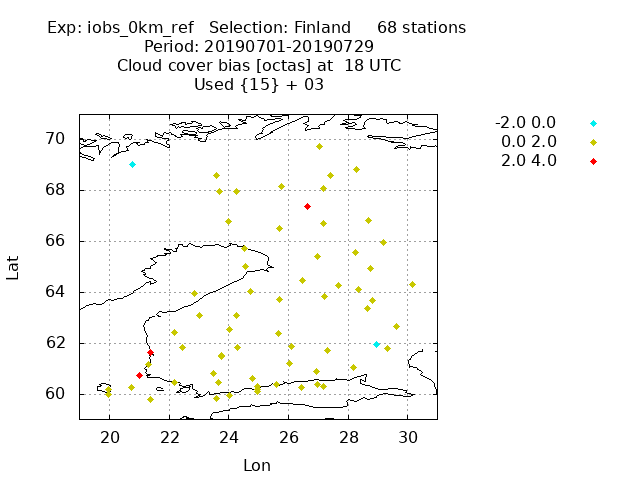 Exp: iobs_0km_ref   Selection: Finland     68 stations
Period: 20190701-20190729
Cloud cover bias [octas] at  18 UTC
Used {15} + 03
-2.0 0.0
0.0 2.0
2.0 4.0
70
68
66
64
62
60
Lat
20 22 24 26 28 30
Lon